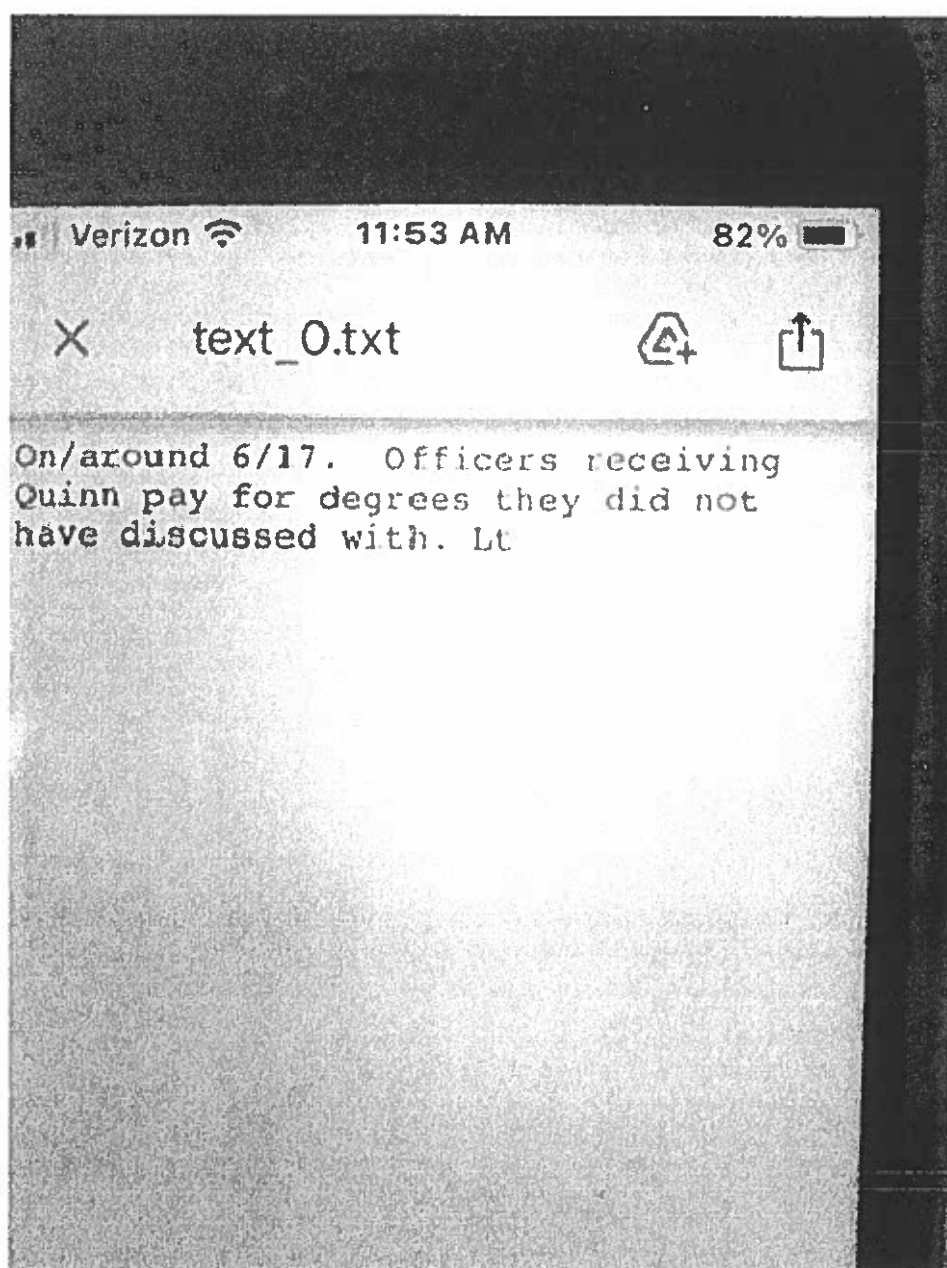 Verizon 11:53 AM 82%
text_0.txt
On/around 6/17. Officers receiving
Quinn pay for degrees they did not
have discussed with. Lt